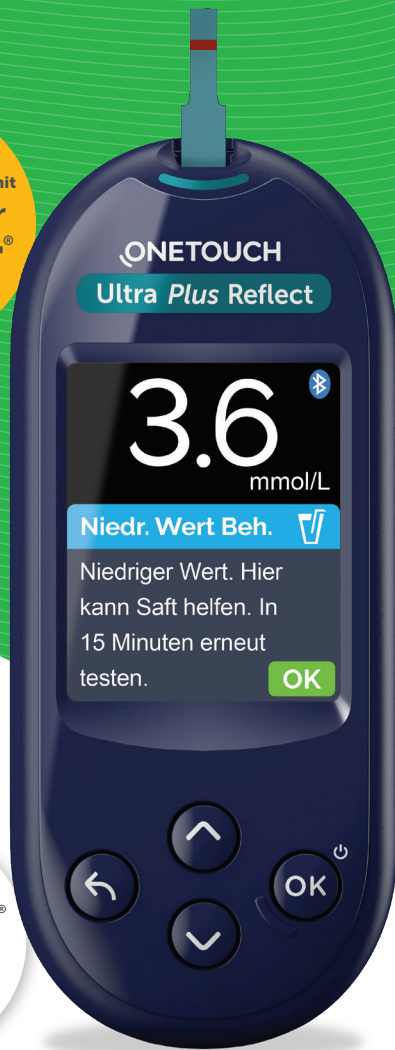 mit
ONETOUCH
Ultra Plus Reflect
3.6
mmol/L
Niedr. Wert Beh.
Niedriger Wert. Hier
kann Saft helfen. In
15 Minuten erneut
testen.
OK
OK
®